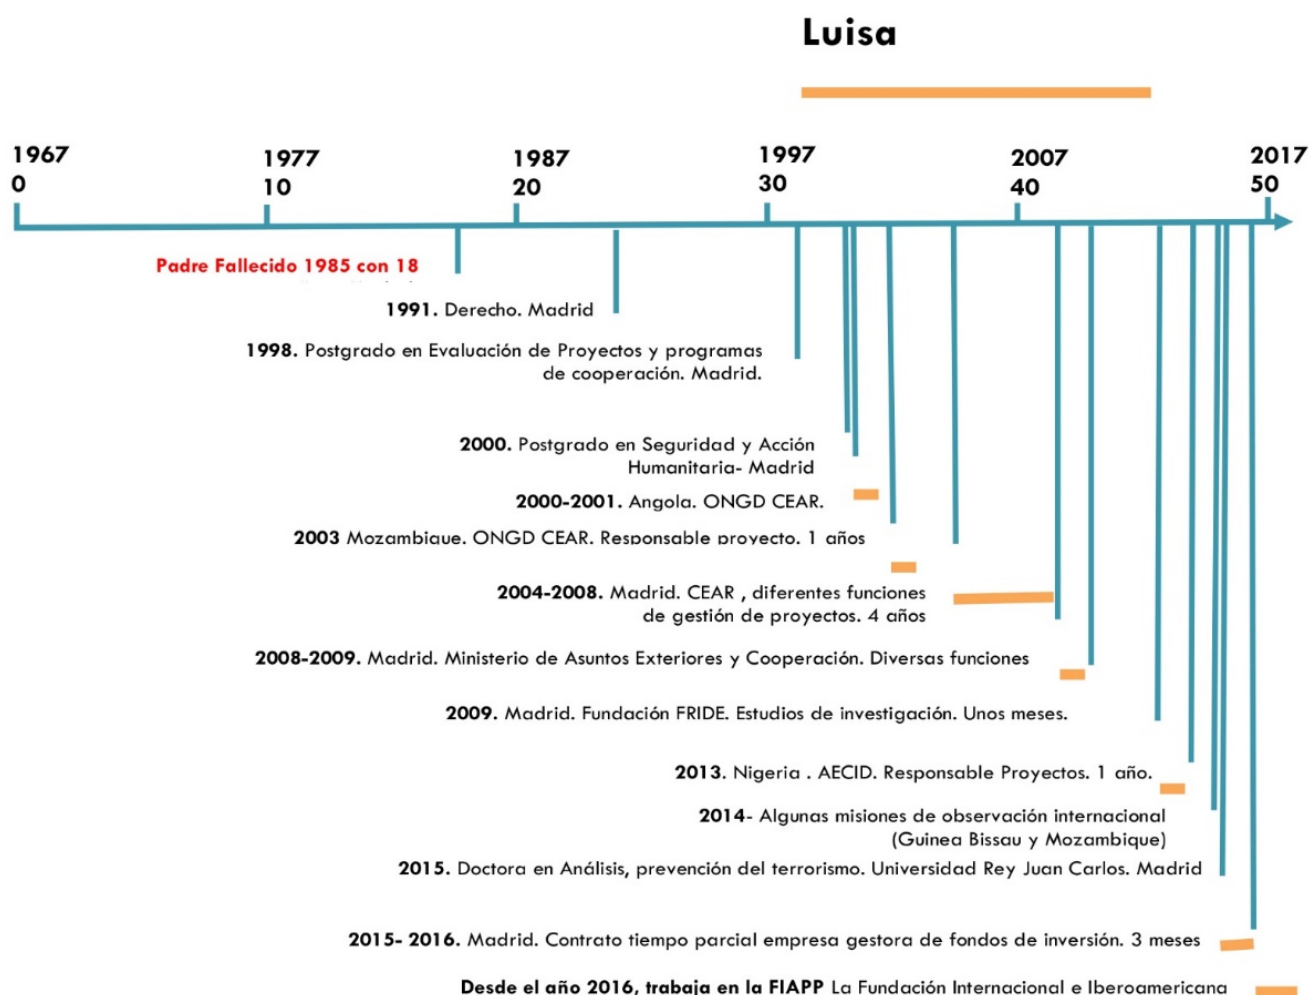 Luisa
1967 1977 1987 1997 2007 2017
0 10 20 30 40 50
Padre Fallecido 1985 con 18
1991. Derecho. Madrid
1998. Postgrado en Evaluación de Proyectos y programas
de cooperación. Madrid.
2000. Postgrado en Seguridad y Acción
Humanitaria- Madrid
2000-2001. Angola. ONGD CEAR.
2003 Mozambique. ONGD CEAR. Responsable proyecto. 1 años
2004-2008. Madrid. CEAR , diferentes funciones
de gestión de proyectos. 4 años
2008-2009. Madrid. Ministerio de Asuntos Exteriores y Cooperación. Diversas funciones
2009. Madrid. Fundación FRIDE. Estudios de investigación. Unos meses.
2013. Nigeria . AECID. Responsable Proyectos. 1 año.
2014- Algunas misiones de observación internacional
(Guinea Bissau y Mozambique)
2015. Doctora en Análisis, prevención del terrorismo. Universidad Rey Juan Carlos. Madrid
2015- 2016. Madrid. Contrato tiempo parcial empresa gestora de fondos de inversión. 3 meses
Desde el año 2016, trabaja en la FIAPP La Fundación Internacional e Iberoamericana